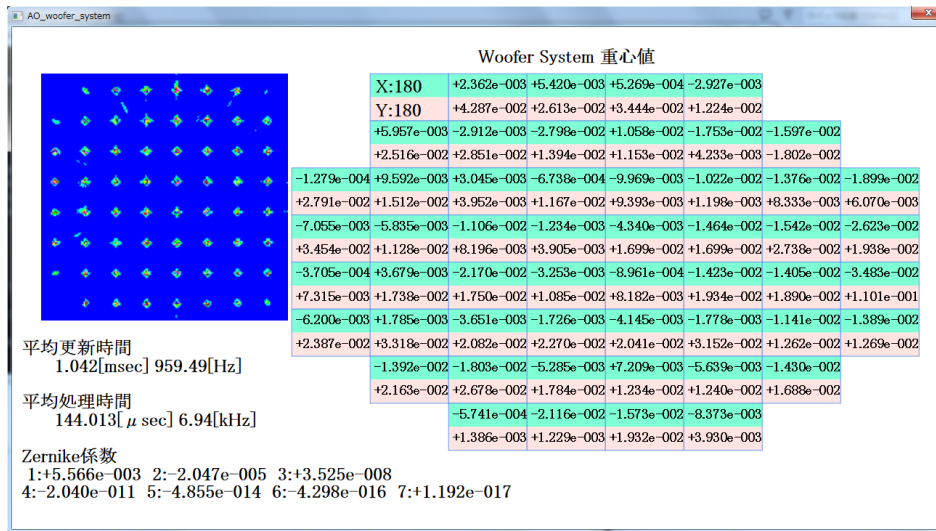 AO_woofer_system
Woofer System 重心値
X:180 +2.362e-003 +5.420e-003 +5.269e-004 -2.927e-003
Y:180 +4.287e-002 +2.613e-002 +3.444e-002 +1.224e-002
+5.957e-003 -2.912e-003 -2.798e-002 +1.058e-002 -1.753e-002 -1.597e-002
+2.516e-002 +2.851e-002 +1.394e-002 +1.153e-002 +4.233e-003 -1.802e-002
-1.279e-004 +9.592e-003 +3.045e-002 -6.738e-004 -9.969e-003 -1.022e-002 -1.376e-002 -1.899e-002
+2.791e-002 +1.512e-002 +3.952e-003 +1.167e-002 +9.393e-003 +1.198e-003 +8.333e-003 +6.070e-003
-7.055e-003 -5.835e-003 -1.106e-002 -1.234e-003 -4.340e-003 -1.464e-002 -1.542e-002 -2.623e-002
+3.454e-002 +1.128e-002 +8.196e-003 +3.905e-002 +1.699e-002 +1.699e-002 +2.738e-002 +1.938e-002
-3.705e-004 +3.679e-003 -2.170e-002 -3.253e-003 -8.961e-004 -1.423e-002 -1.405e-002 -3.483e-002
+7.315e-003 +1.738e-002 +1.750e-002 +1.085e-002 +8.182e-003 +1.934e-002 +1.890e-002 +1.101e-001
-6.200e-003 +1.785e-003 -3.651e-003 -1.726e-003 -4.145e-003 -1.778e-003 -1.141e-002 -1.389e-002
+2.387e-002 +3.318e-002 +2.082e-002 +2.270e-002 +2.041e-002 +3.152e-002 +1.262e-002 +1.269e-002
-1.392e-002 -1.803e-002 -5.285e-003 +7.209e-003 -5.639e-003 -1.430e-002
+2.163e-002 +2.678e-002 +1.784e-002 +1.234e-002 +1.240e-002 +1.688e-002
-5.741e-004 -2.116e-002 -1.573e-002 -8.373e-003
+1.386e-003 +1.229e-003 +1.932e-002 +3.930e-003
平均更新時間
1.042[msec] 959.49[Hz]
平均処理時間
144.013[μsec] 6.94[kHz]
Zernike係数
1:+5.566e-003 2:-2.047e-005 3:+3.525e-008
4:-2.040e-011 5:-4.855e-014 6:-4.298e-016 7:+1.192e-017